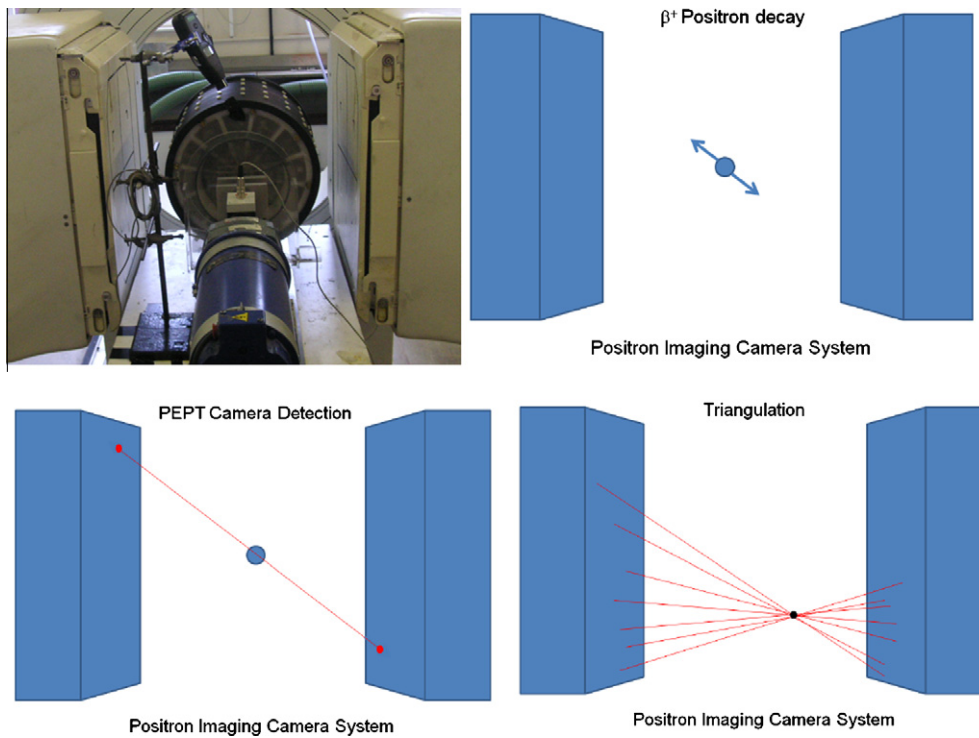 β+ Positron decay
Positron Imaging Camera System
PEPT Camera Detection
Triangulation
Positron Imaging Camera System
Positron Imaging Camera System